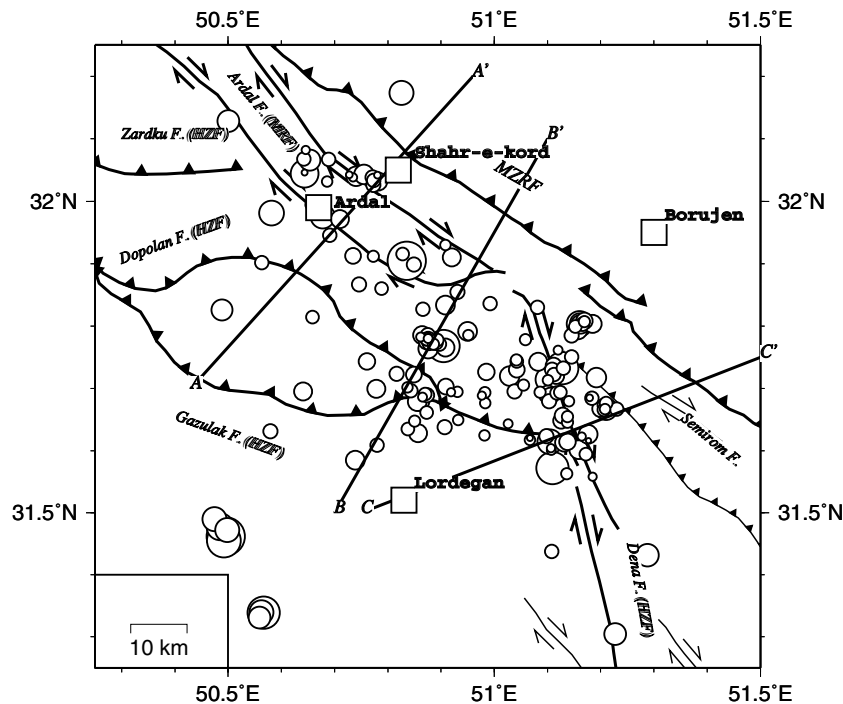 50.5°E 51°E 51.5°E
A'
Ardal F. (MRF)
B'
Zardku F. (HZF)
Shahr-e-kord
MZRF
32°N 32°N
Ardal
Borujen
Dopolan F. (HZF)
C'
A
Gazulak F. (HZF)
Semirom F.
Lordegan
B
C
31.5°N 31.5°N
Dena F. (HZF)
10 km
50.5°E 51°E 51.5°E